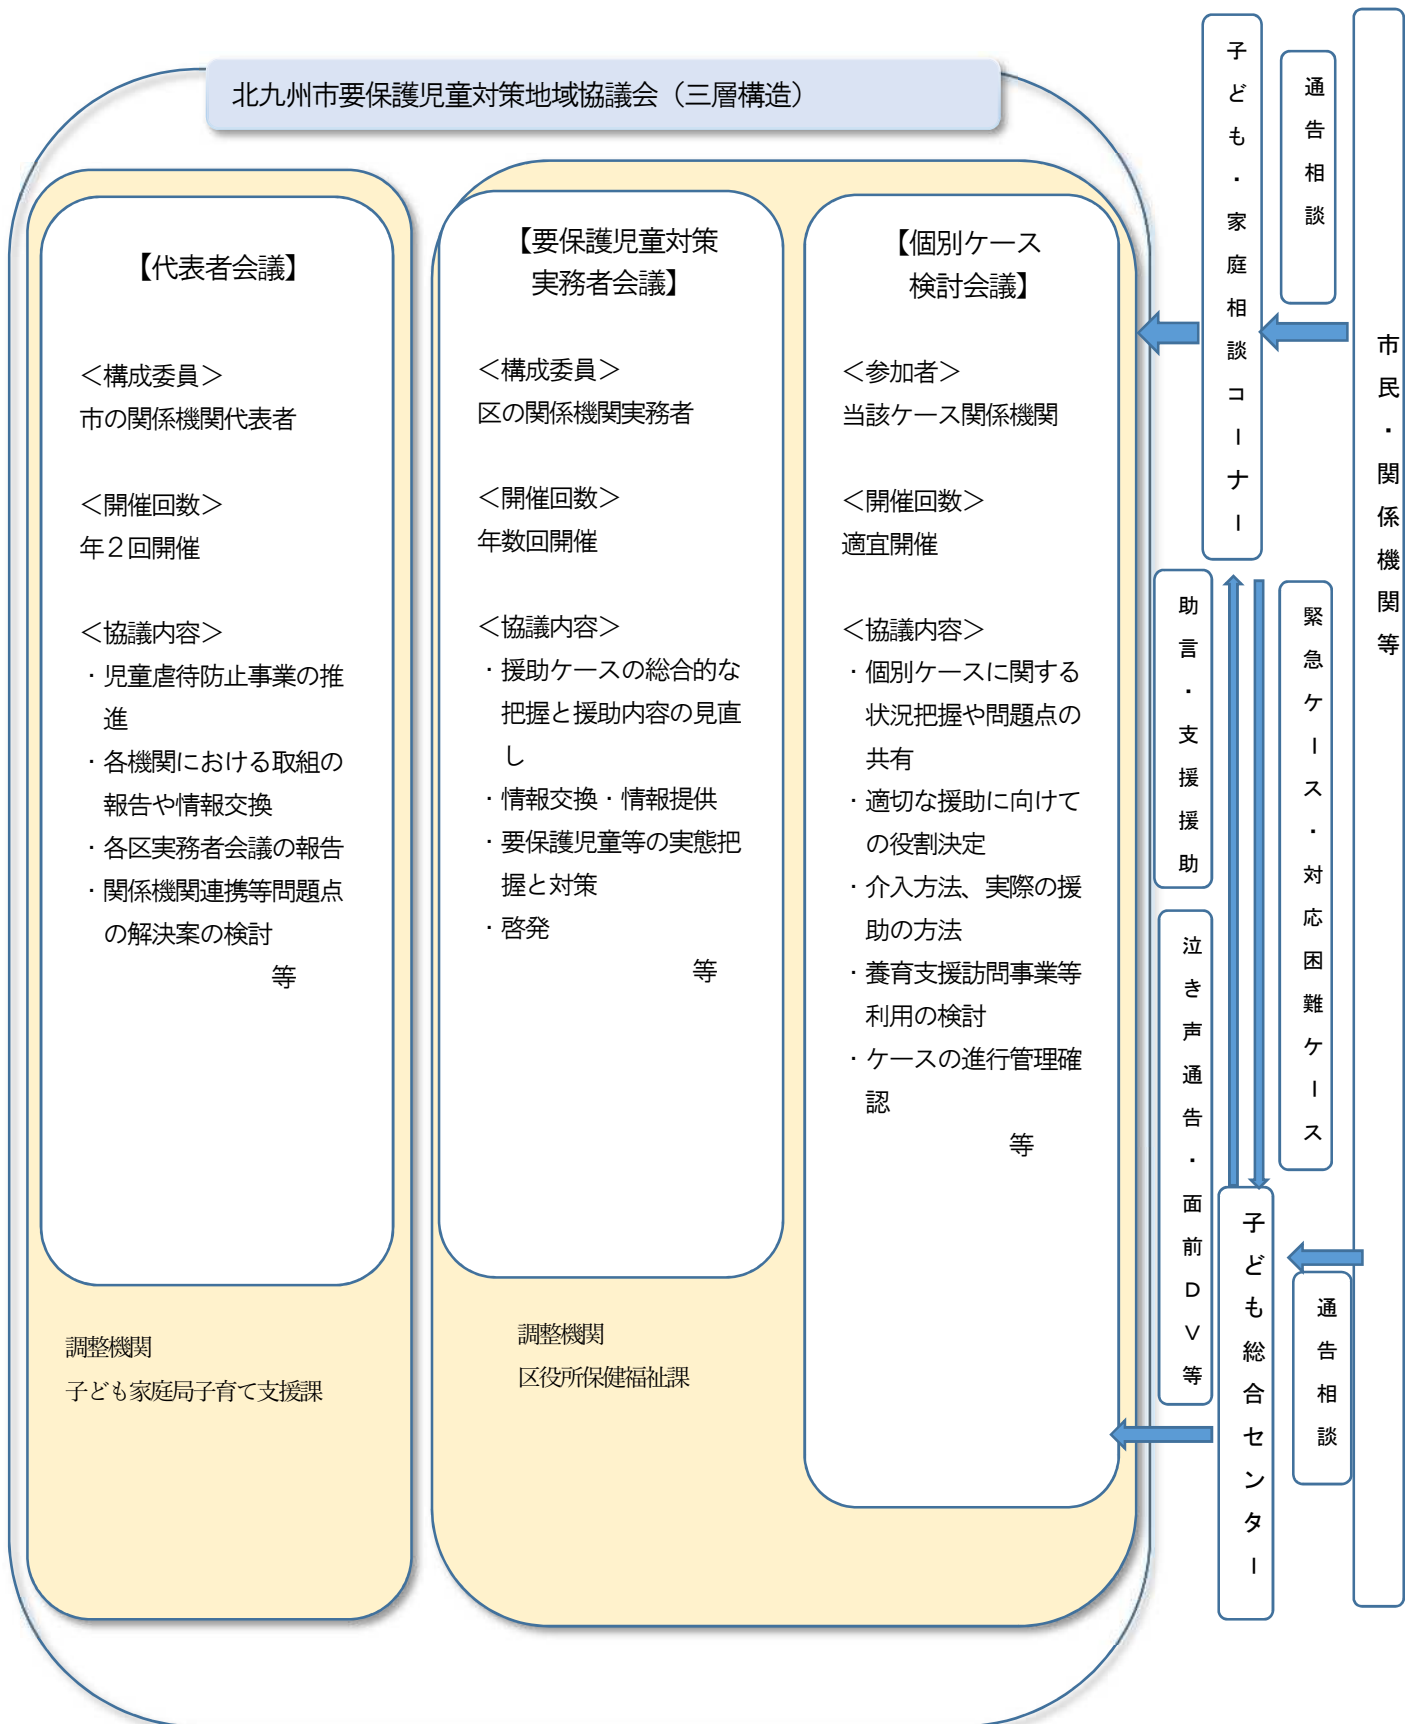 北九州市要保護児童対策地域協議会（三層構造）
【代表者会議】
＜構成委員＞
市の関係機関代表者
＜開催回数＞
年２回開催
＜協議内容＞
・児童虐待防止事業の推
進
・各機関における取組の
報告や情報交換
・各区実務者会議の報告
・関係機関連携等問題点
の解決案の検討
等
調整機関
子ども家庭局子育て支援課
【要保護児童対策
実務者会議】
＜構成委員＞
区の関係機関実務者
＜開催回数＞
年数回開催
＜協議内容＞
・援助ケースの総合的な
把握と援助内容の見直
し
・情報交換・情報提供
・要保護児童等の実態把
握と対策
・啓発
等
調整機関
区役所保健福祉課
【個別ケース
検討会議】
＜参加者＞
当該ケース関係機関
＜開催回数＞
適宜開催
＜協議内容＞
・個別ケースに関する
状況把握や問題点の
共有
・適切な援助に向けて
の役割決定
・介入方法、実際の援
助の方法
・養育支援訪問事業等
利用の検討
・ケースの進行管理確
認
等
子ども・家庭相談コーナー
通告相談
市民・関係機関等
助言・支援援助
緊急ケース・対応困難ケース
泣き声通告・面前ＤＶ等
子ども総合センター
通告相談